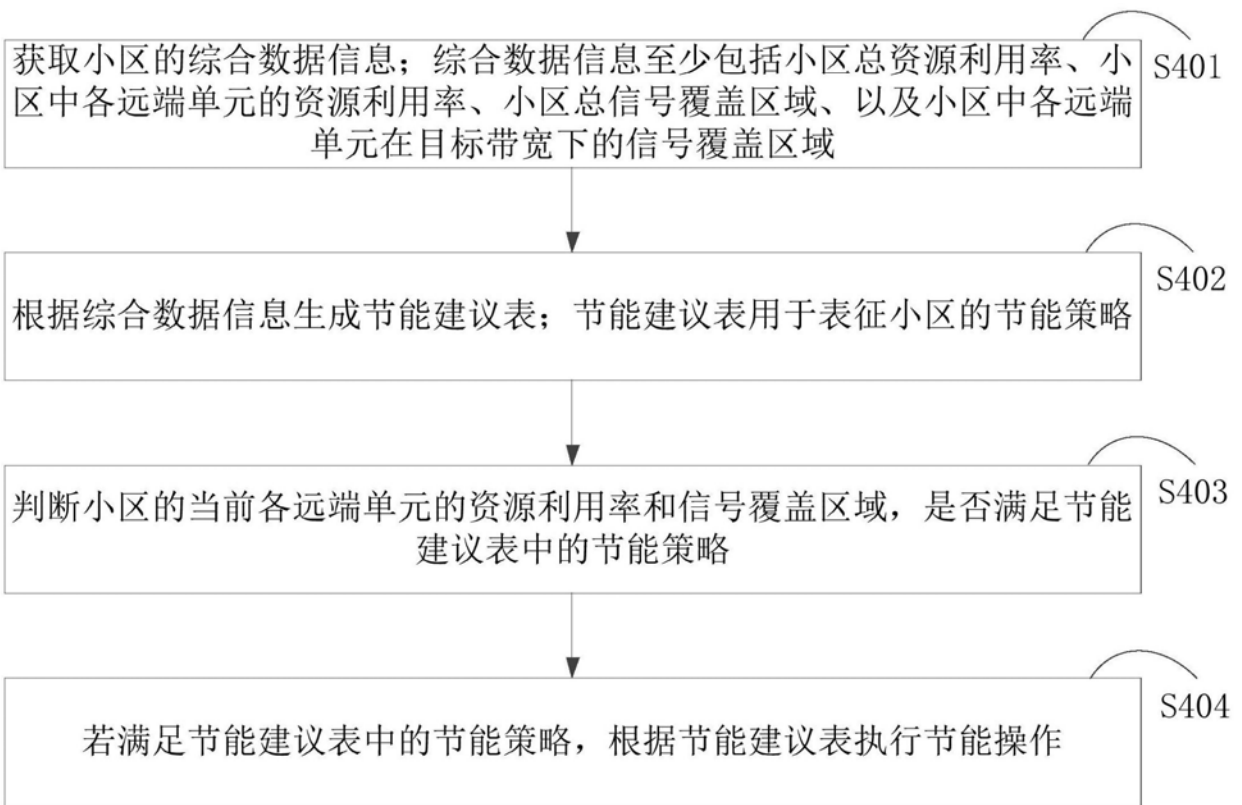 获取小区的综合数据信息；综合数据信息至少包括小区总资源利用率、小
区中各远端单元的资源利用率、小区总信号覆盖区域、以及小区中各远端
单元在目标带宽下的信号覆盖区域
S401
根据综合数据信息生成节能建议表；节能建议表用于表征小区的节能策略
S402
判断小区的当前各远端单元的资源利用率和信号覆盖区域，是否满足节能
建议表中的节能策略
S403
若满足节能建议表中的节能策略，根据节能建议表执行节能操作
S404